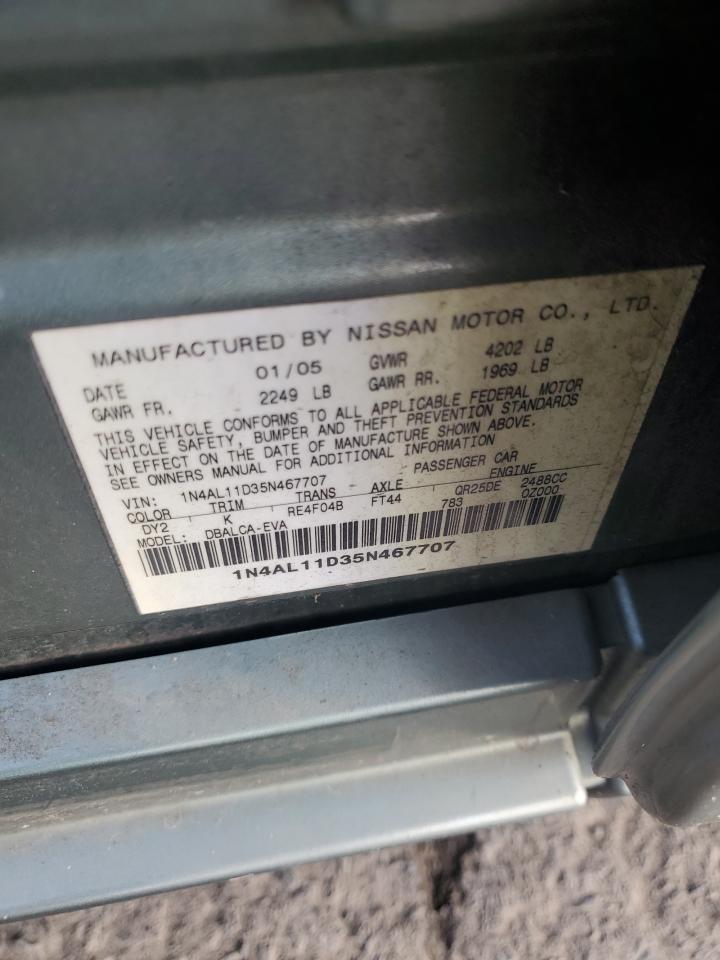 MANUFACTURED BY NISSAN MOTOR CO., LTD.
DATE 01/05 GVWR 4202 LB
GAWR FR. 2249 LB GAWR RR. 1969 LB
THIS VEHICLE CONFORMS TO ALL APPLICABLE FEDERAL MOTOR
VEHICLE SAFETY, BUMPER AND THEFT PREVENTION STANDARDS
IN EFFECT ON THE DATE OF MANUFACTURE SHOWN ABOVE.
SEE OWNERS MANUAL FOR ADDITIONAL INFORMATION
VIN: 1N4AL11D35N467707 PASSENGER CAR
COLOR TRIM TRANS AXLE ENGINE
DY2 K RE4F04B FT44 QR25DE 2488CC
MODEL: DBALCA-EVA 783 0Z000
1N4AL11D35N467707